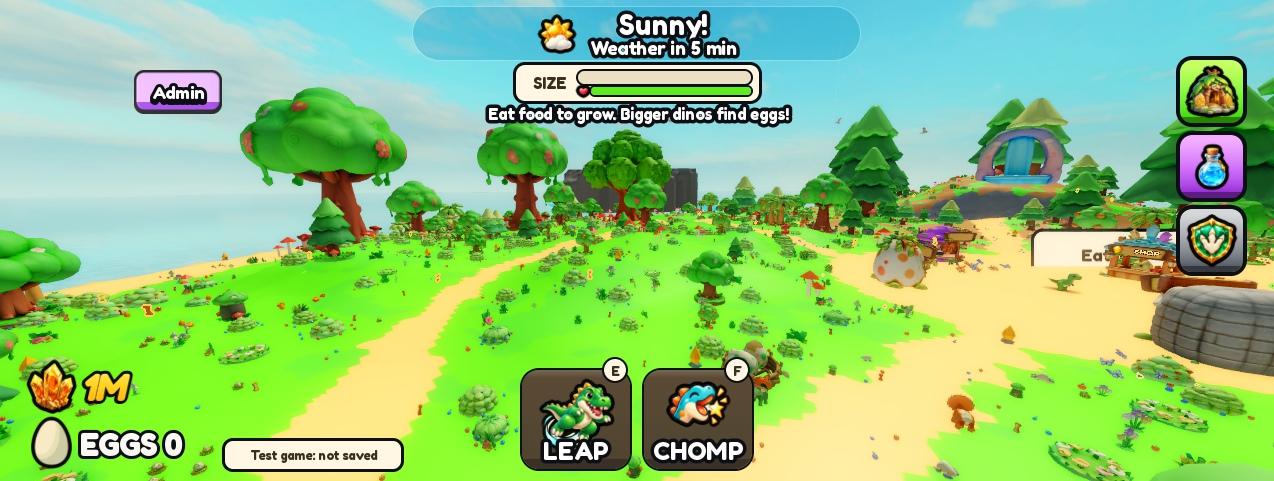 Sunny!
Weather in 5 min
SIZE
Eat food to grow. Bigger dinos find eggs!
Admin
Eat
1M
EGGS 0
Test game: not saved
E
LEAP
F
CHOMP